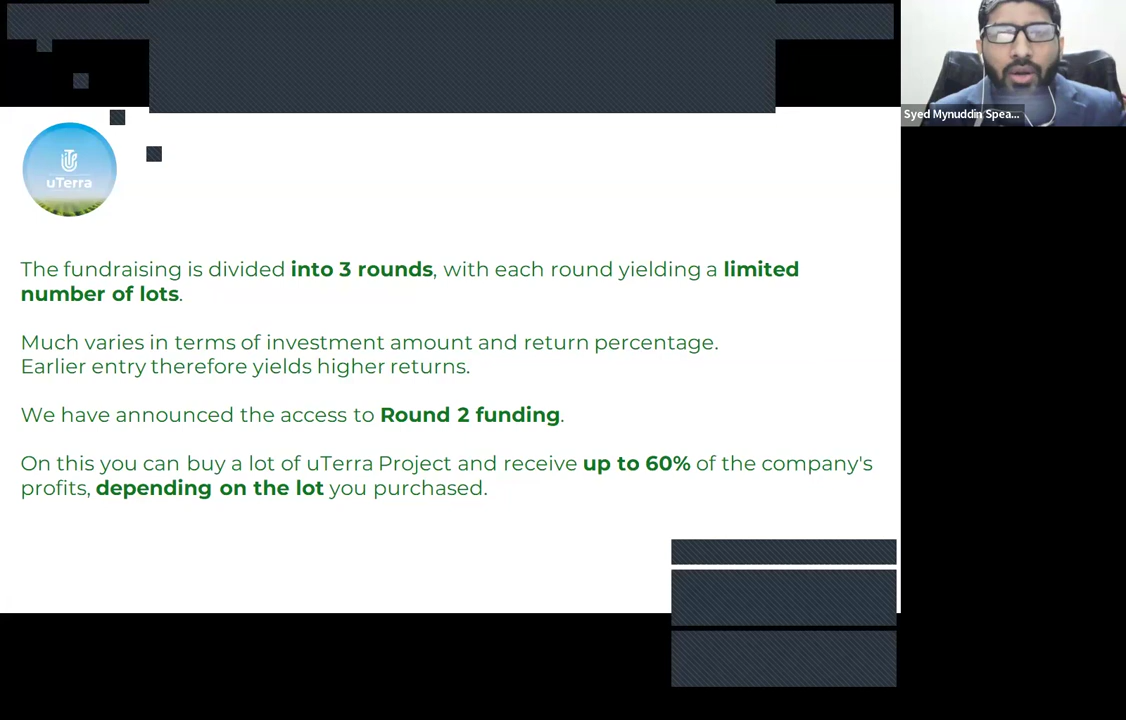 Syed Mynuddin Spea...
uTerra
The fundraising is divided into 3 rounds, with each round yielding a limited
number of lots.
Much varies in terms of investment amount and return percentage.
Earlier entry therefore yields higher returns.
We have announced the access to Round 2 funding.
On this you can buy a lot of uTerra Project and receive up to 60% of the company's
profits, depending on the lot you purchased.